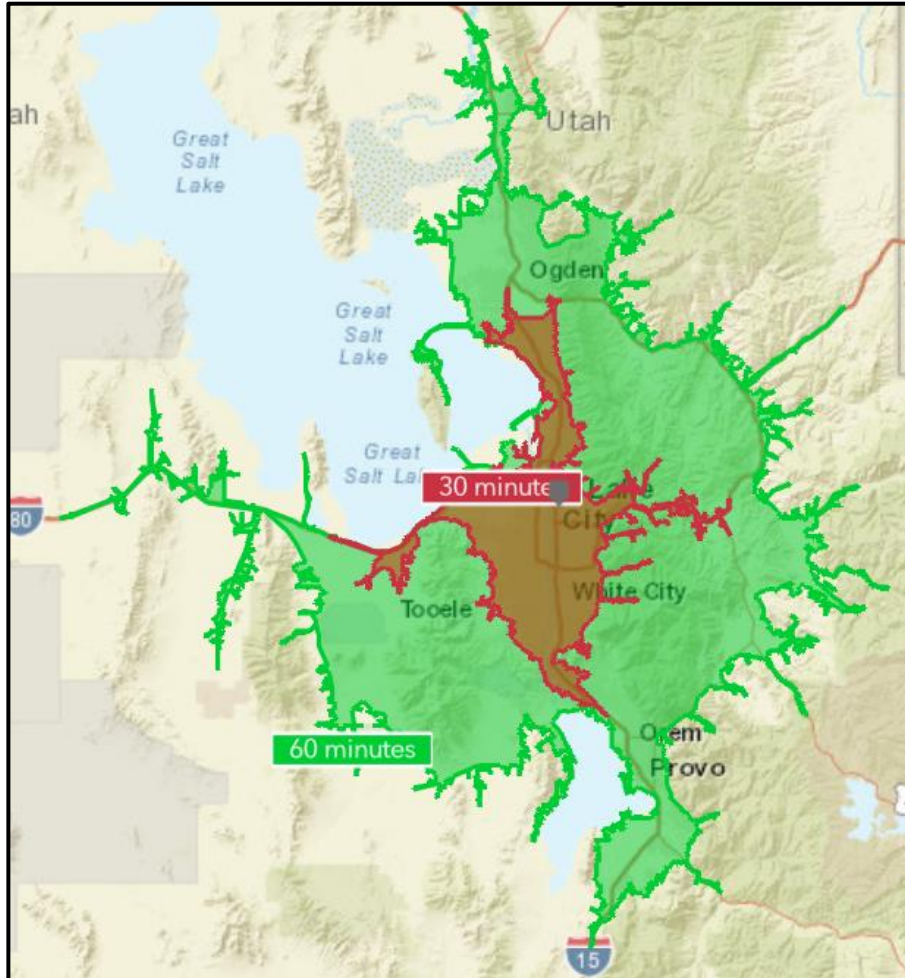 ah
Utah
Great
Salt
Lake
Ogden
Great
Salt
Lake
Great
Salt Lak
30 minutes
Lake
City
80
White City
Tooele
Orem
60 minutes
Provo
15